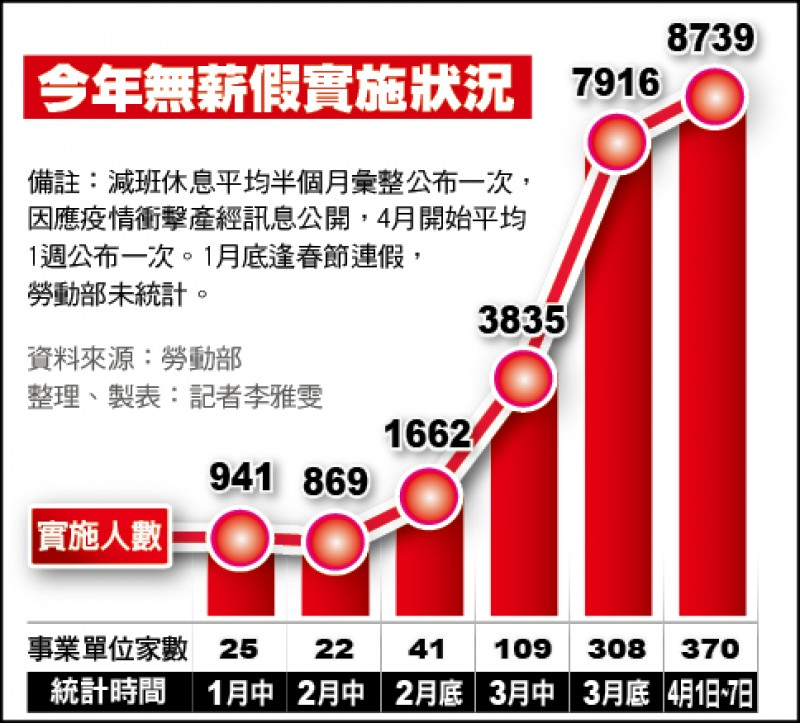 今年無薪假實施狀況
備註：減班休息平均半個月彙整公布一次，
因應疫情衝擊產經訊息公開，4月開始平均
1週公布一次。1月底逢春節連假，
勞動部未統計。
資料來源：勞動部
整理、製表：記者李雅雯
實施人數
941 869 1662 3835 7916 8739
事業單位家數 25 22 41 109 308 370
統計時間 1月中 2月中 2月底 3月中 3月底 4月1日~7日